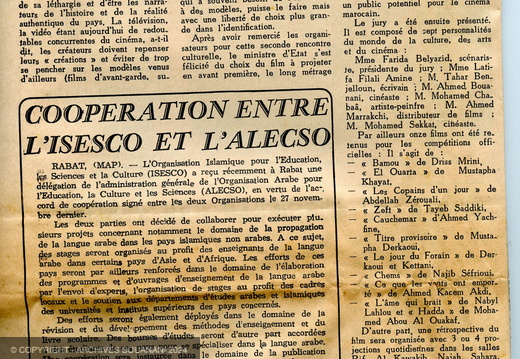 de sa léthargie et d'être les narra-
teurs de l'histoire et de la réalité
authentique du pays, La télévision,
la vidéo étant aujourd'hui de redou.
tables concurrents du cinéma, a-t-il
dit, les créateurs doivent repenser
leurs « créations » et éviter de trop
se pencher sur les modèles venus
d'ailleurs (films d'avant-garde, su.
à des modèles, puisse le faire mais
avec une liberté de choix plus gran-
de dans l'identification.
Après avoir remercié les organi-
sateurs pour cette seconde rencontre
culturelle, le ministre d'Etat s'est
félicité du choix du film à projeter
en avant première, le long métrage
COOPERATION ENTRE
L'ISESCO ET L'ALECSO
RABAT, (MAP). — L'Organisation Islamique pour l'Education,
les Sciences et la Culture (ISESCO) a reçu récemment à Rabat une
délégation de l'administration général de l'Organisation Arabe pour
l'Education, la Culture et les Sciences (ALECSO), en vertu de l'ac-
cord de coopération signé entre les deux Organisations le 27 novem-
bre dernier.
Les deux parties ont décidé de collaborer pour exécuter plu.
sieurs projets concernant notamment le domaine de la propagation
de la langue arabe dans les pays islamiques non arabes. A ce sujet,
des stages seront organisés au profit des enseignants de la langue
arabe dans certains pays d'Asie et d'Afrique. Les efforts de ces
pays seront par ailleurs renforcés dans le domaine de l'élaboration
des programmes et d'ouvrages d'enseignement de la langue arabe
par l'envoi d'experts, l'organisation de stages au profit des cadres
locaux et le soutien aux départements d'études arabes et islamiques
des universités et instituts supérieurs des pays concernés.
Des efforts seront également déployés dans le domaine de la
révision et du développement des méthodes d'enseignement et du
livre scolaire. Des bourses d'études seront d'autre part accordées
spécialiser dans la langue arabe.
le domaine de la publication
un public potentiel pour le cinéma
marocain.
Le jury a été ensuite présenté.
Il est composé de sept personnalités
du monde de la culture, des arts
et du cinéma :
Mme Farida Belyazid, scénaris-
te, présidente du jury ; Mme Lati-
fa Filali Amine ; M. Tahar Ben.
jelloun, écrivain ; M. Ahmed Boua-
nani, cinéaste ; M. Mohamed Cha-
baâ, artiste-peintre ; M. Ahmed
Marrakchi, distributeur de films ;
M. Mohamed Sekkat, cinéaste.
Par ailleurs onze films ont été re.
tenus pour les compétitions offi-
cielles : Il s'agit de :
— « Bamou » de Driss Mrini,
— « El Ouarta » de Mustapha
Khayat,
— « Les Copains d'un jour » de
Abdellah Zérouali,
— « Zeft » de Tayeb Saddiki,
— « Cauchemar » d'Ahmed Yach-
fine,
— « Titre provisoire » de Musta.
pha Derkaoui,
— « Le jour du Forain » de Der-
kaoui et Kettani,
— « Chems » de Najib Séfrioui,
— « Ce que les vents ont empor-
té » de Ahmed Kacem Akdi,
— « L'âme qui brait » de Nabyl
Lahlou et « Hadda » de Moha-
med Abou Al Ouakaf,
D'autre part, une rétrospective du
film sera organisée avec 3 ou 4 pro
jections quotidiennes dans les salles